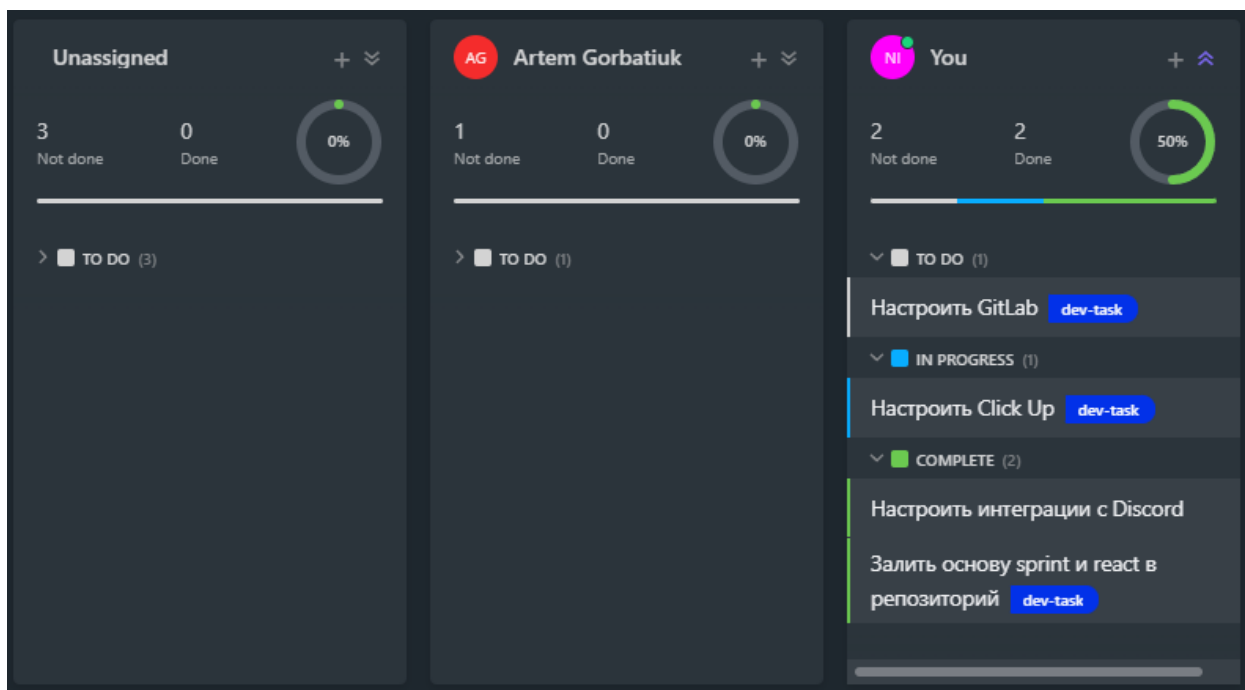 Unassigned
3
0
0%
Not done
Done
TO DO (3)
AG
Artem Gorbatiuk
1
0
0%
Not done
Done
TO DO (1)
NI
You
2
2
50%
Not done
Done
TO DO (1)
Настроить GitLab dev-task
IN PROGRESS (1)
Настроить Click Up dev-task
COMPLETE (2)
Настроить интеграции с Discord
Залить основу sprint и react в
репозиторий dev-task